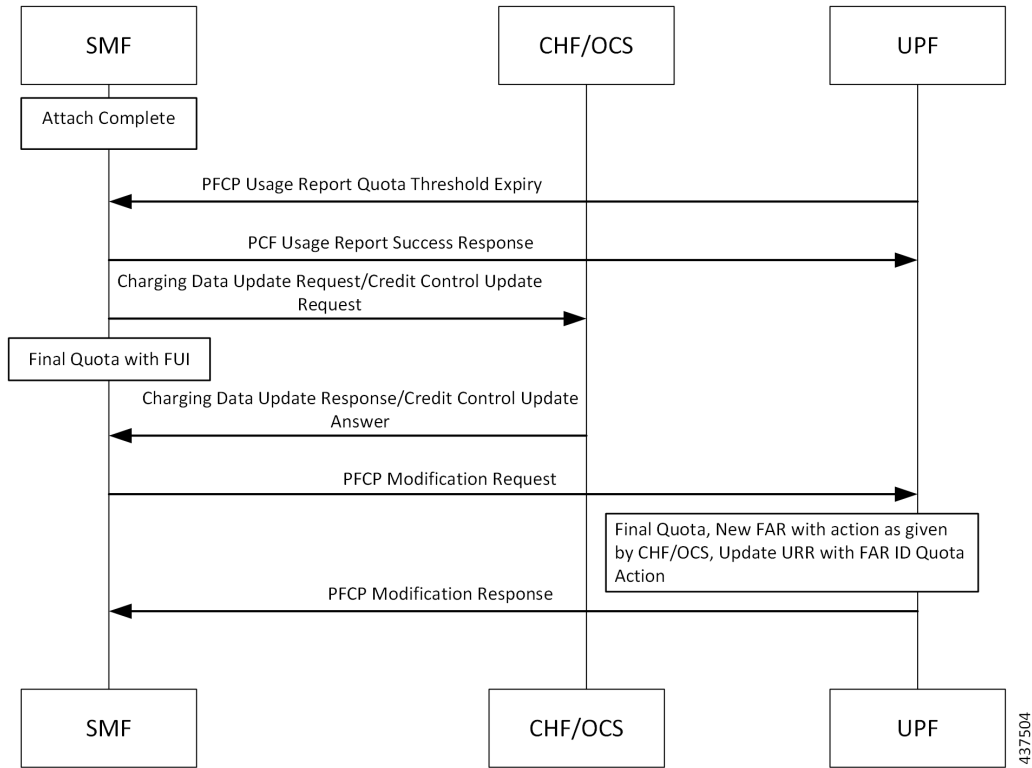 SMF
CHF/OCS
UPF
Attach Complete
PFCP Usage Report Quota Threshold Expiry
PCF Usage Report Success Response
Charging Data Update Request/Credit Control Update
Request
Final Quota with FUI
Charging Data Update Response/Credit Control Update
Answer
PFCP Modification Request
Final Quota, New FAR with action as given
by CHF/OCS, Update URR with FAR ID Quota
Action
PFCP Modification Response
SMF
CHF/OCS
UPF
437504